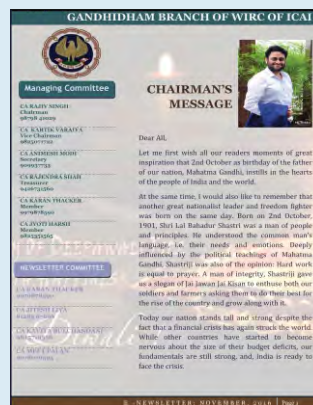 GANDHIDHAM BRANCH OF WIRC OF ICAI
Managing Committee
CA RAJIV SINGH
Chairman
CA KARTIK
Vice Chairman
CA ANIMESH MODI
Secretary
CA RAJENDRA SHAH
Treasurer
CA KARAN THACKER
Member
CA JYOTI HARSH
Member
NEWSLETTER COMMITTEE
CA KARAN THACKER
CHAIRMAN'S
MESSAGE
Dear All,
Let me first wish all our readers moments of great
inspiration that 2nd October as birthday of the father
of our nation, Mahatma Gandhi, instills in the hearts
of the people of India and the world.
At the same time, I would also like to remember that
another great nationalist leader and freedom fighter
was born on the same day. Born on 2nd October,
1901, Shri Lal Bahadur Shastri was a man of people
and principles. He understood the common man's
language, i.e. their needs and emotions. Deeply
influenced by the political teachings of Mahatma
Gandhi, Shastriji was also of the opinion: Hard work
is equal to prayer. A man of integrity, Shastriji gave
us a slogan of Jai Jawan Jai Kisan to enthuse both our
soldiers and farmers asking them to do their best for
the rise of the country and grow along with it.
Today our nation stands tall and strong despite the
fact that a financial crisis has again struck the world.
While other countries have started to become
nervous about the size of their budget deficits, our
fundamentals are still strong, and, India is ready to
face the crisis.
E -NEWSLETTER: NOVEMBER, 2016 | Page 1